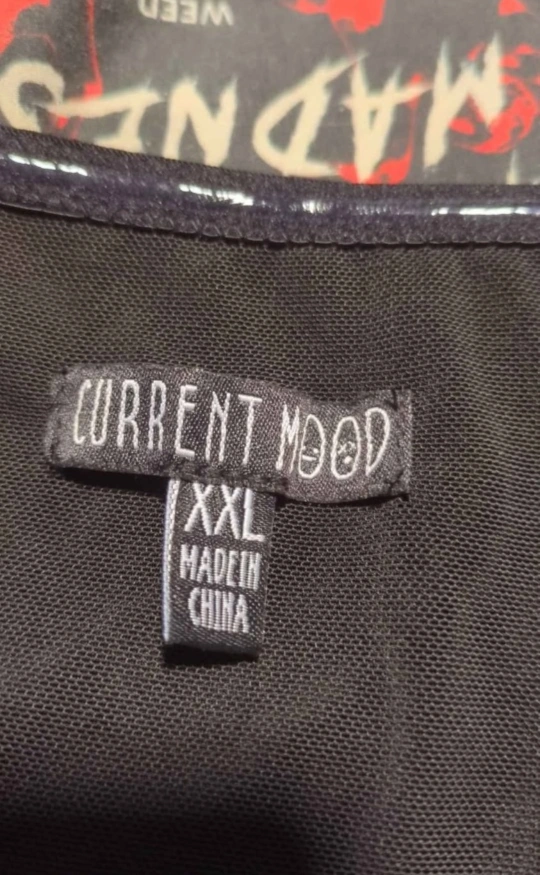 WEED
MADNES
CURRENT MOOD
XXL
MADE IN
CHINA